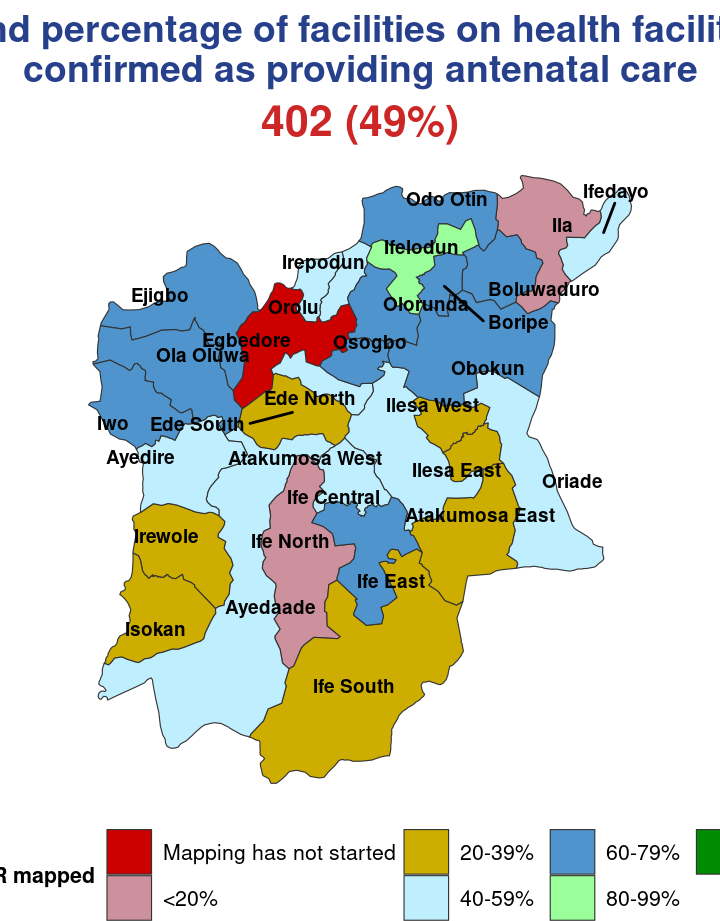 nd percentage of facilities on health facilit
confirmed as providing antenatal care
402 (49%)
Ifedayo
Odo Otin
Ila
Ifelodun
Irepodun
Boluwaduro
Ejigbo
Orolu
Olorunda
Boripe
Egbedore
Osogbo
Ola Oluwa
Obokun
Ede North
Ilesa West
Iwo
Ede South
Ayedire
Atakumosa West
Ilesa East
Oriade
Ife Central
Atakumosa East
Irewole
Ife North
Ife East
Ayedaade
Isokan
Ife South
Mapping has not started
20-39%
60-79%
R mapped
<20%
40-59%
80-99%